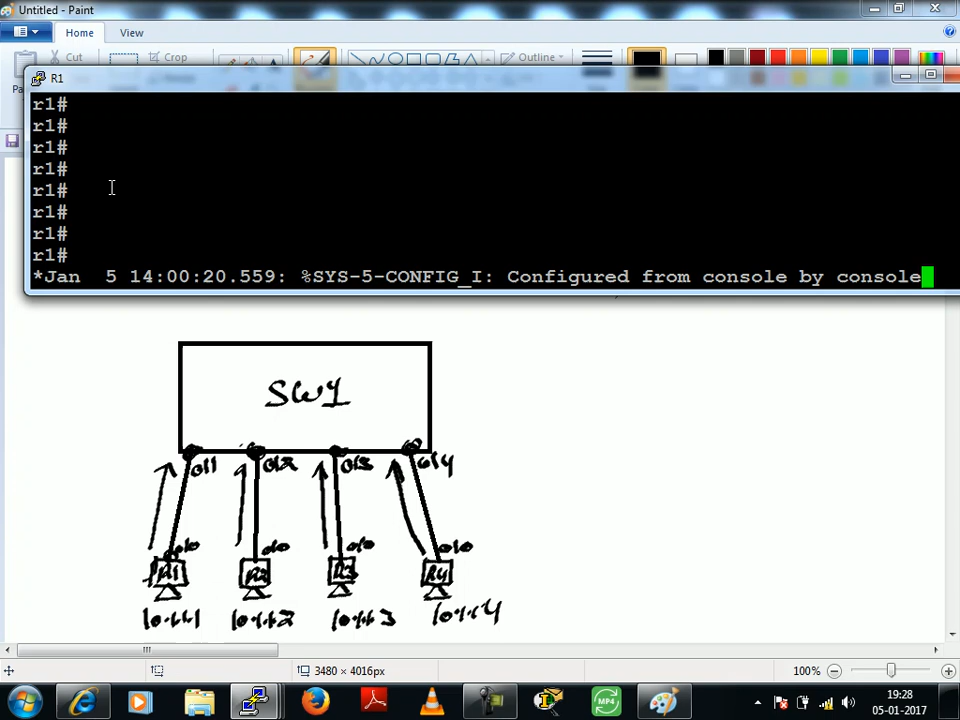 Untitled - Paint
Home
View
Cut
Crop
Outline
R1
r1#
r1#
r1#
r1#
r1#
r1#
r1#
r1#
*Jan  5 14:00:20.559: %SYS-5-CONFIG_I: Configured from console by console
SW1
0/1 0/2 0/3 0/4
0/0 0/0 0/0 0/0
R1 R2 R3 R4
10.1.1.1 10.1.1.2 10.1.1.3 10.1.1.4
3480 × 4016px
100%
MP4
19:28
05-01-2017